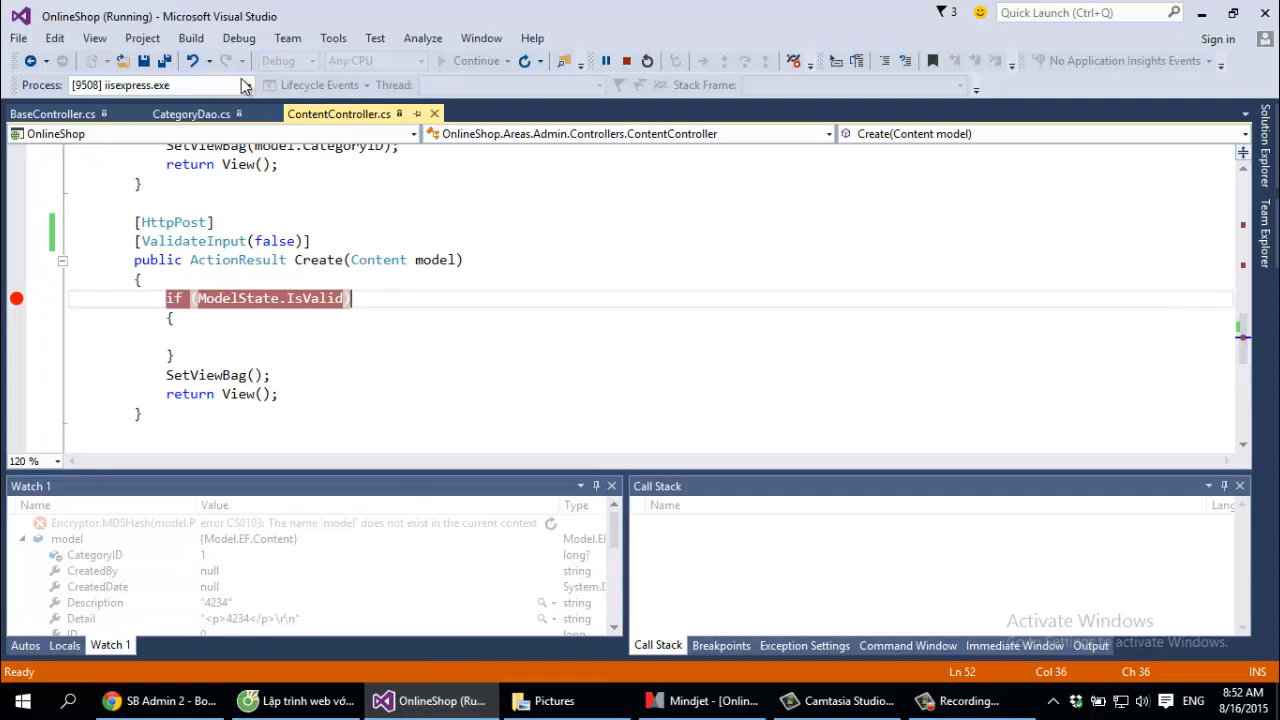 OnlineShop (Running) - Microsoft Visual Studio
3
Quick Launch (Ctrl+Q)
File Edit View Project Build Debug Team Tools Test Analyze Window Help
Sign in
Debug Any CPU Continue No Application Insights Events
Process: [9508] iisexpress.exe Lifecycle Events Thread: Stack Frame:
BaseController.cs CategoryDao.cs ContentController.cs
OnlineShop OnlineShop.Areas.Admin.Controllers.ContentController Create(Content model)
SetViewBag(model.CategoryID);
return View();
}
[HttpPost]
[ValidateInput(false)]
public ActionResult Create(Content model)
{
if (ModelState.IsValid)
{
}
SetViewBag();
return View();
}
120 %
Solution Explorer
Team Explorer
Watch 1
Name Value Type
Encryptor.MD5Hash(model.P error CS0103: The name 'model' does not exist in the current context
model {Model.EF.Content} Model.EF
CategoryID 1 long?
CreatedBy null string
CreatedDate null System.D
Description "4234" string
Detail "<p>4234</p>\r\n" string
ID 0 long
Autos Locals Watch 1
Call Stack
Name Lang
Call Stack Breakpoints Exception Settings Command Window Immediate Window Output
Activate Windows
Go to Settings to activate Windows.
Ready Ln 52 Col 36 Ch 36 INS
SB Admin 2 - Bo... Lập trình web vớ... OnlineShop (Ru... Pictures Mindjet - [Onlin... Camtasia Studio... Recording...
ENG
8:52 AM
8/16/2015